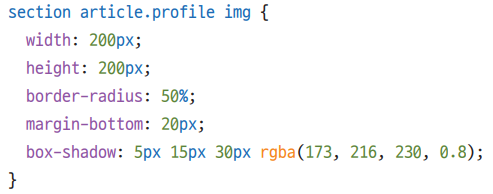 section article.profile img {
  width: 200px;
  height: 200px;
  border-radius: 50%;
  margin-bottom: 20px;
  box-shadow: 5px 15px 30px rgba(173, 216, 230, 0.8);
}